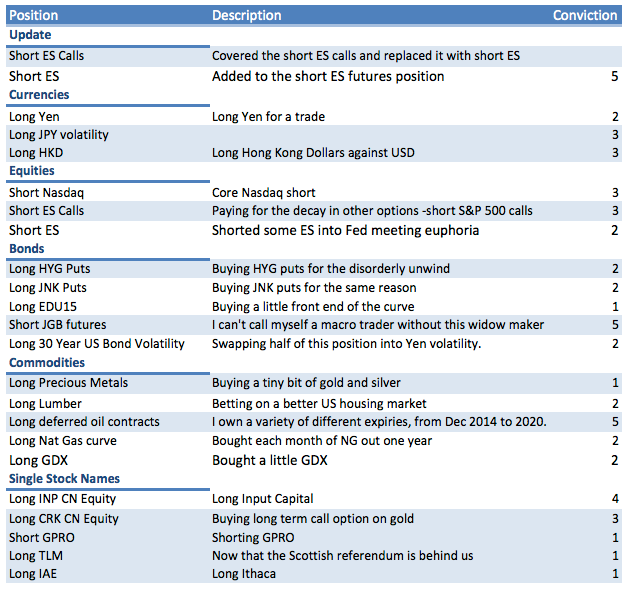 Position Description Conviction
Update
Short ES Calls Covered the short ES calls and replaced it with short ES
Short ES Added to the short ES futures position 5
Currencies
Long Yen Long Yen for a trade 2
Long JPY volatility 3
Long HKD Long Hong Kong Dollars against USD 3
Equities
Short Nasdaq Core Nasdaq short 3
Short ES Calls Paying for the decay in other options -short S&P 500 calls 3
Short ES Shorted some ES into Fed meeting euphoria 2
Bonds
Long HYG Puts Buying HYG puts for the disorderly unwind 2
Long JNK Puts Buying JNK puts for the same reason 2
Long EDU15 Buying a little front end of the curve 1
Short JGB futures I can't call myself a macro trader without this widow maker 5
Long 30 Year US Bond Volatility Swapping half of this position into Yen volatility. 2
Commodities
Long Precious Metals Buying a tiny bit of gold and silver 1
Long Lumber Betting on a better US housing market 2
Long deferred oil contracts I own a variety of different expiries, from Dec 2014 to 2020. 5
Long Nat Gas curve Bought each month of NG out one year 2
Long GDX Bought a little GDX 2
Single Stock Names
Long INP CN Equity Long Input Capital 4
Long CRK CN Equity Buying long term call option on gold 3
Short GPRO Shorting GPRO 1
Long TLM Now that the Scottish referendum is behind us 1
Long IAE Long Ithaca 1